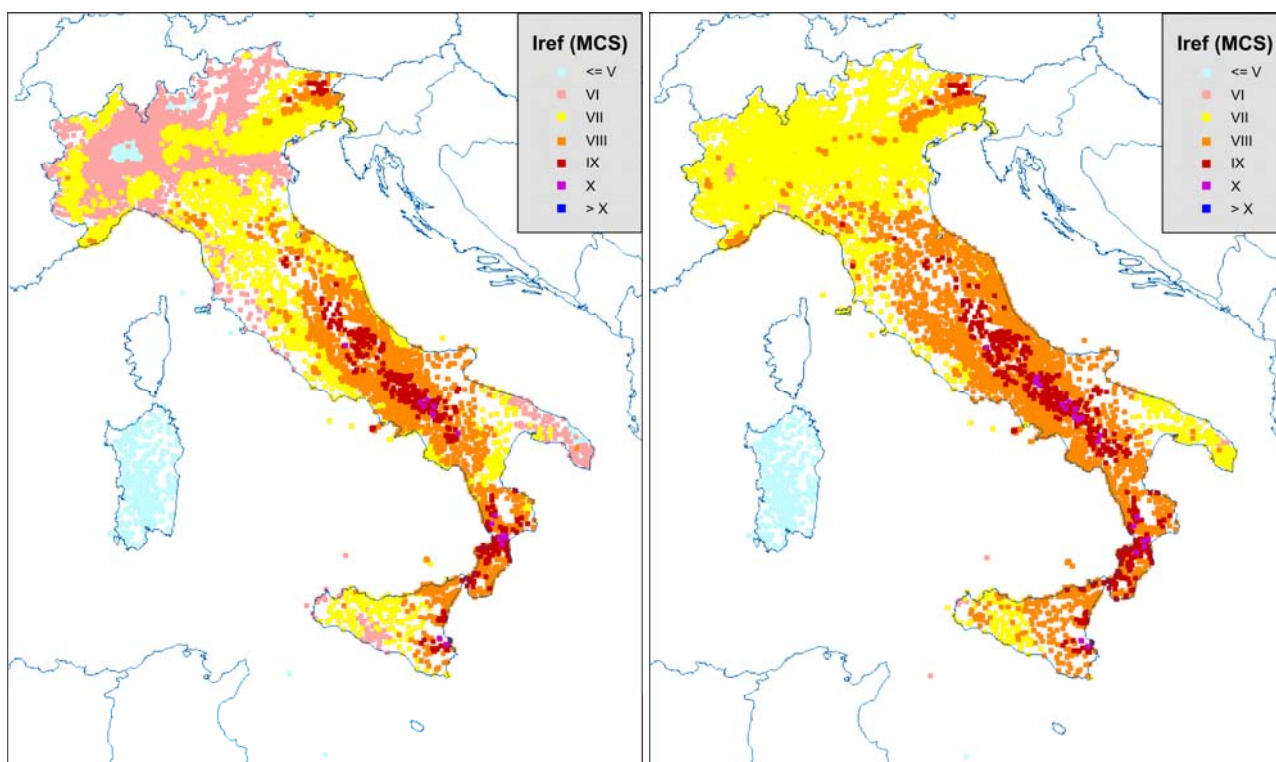 Iref (MCS)
<= V
VI
VII
VIII
IX
X
> X
Iref (MCS)
<= V
VI
VII
VIII
IX
X
> X